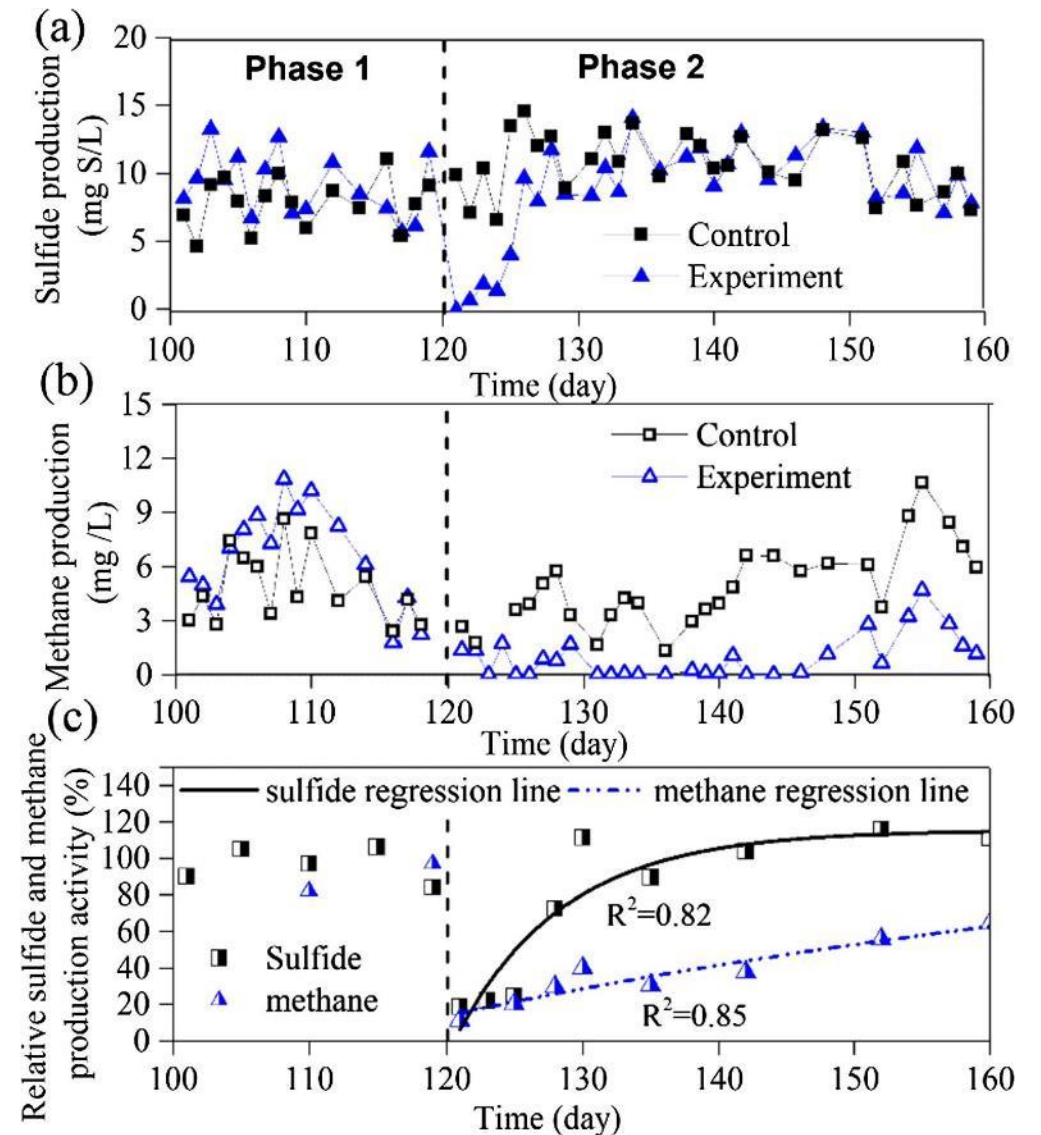 (a)
Sulfide production
(mg S/L)
20
15
10
5
0
Phase 1
Phase 2
Control
Experiment
100 110 120 130 140 150 160
Time (day)
(b)
Methane production
(mg /L)
15
12
9
6
3
0
Control
Experiment
100 110 120 130 140 150 160
Time (day)
(c)
Relative sulfide and methane
production activity (%)
140
120
100
80
60
40
20
0
sulfide regression line
methane regression line
R²=0.82
Sulfide
methane
R²=0.85
100 110 120 130 140 150 160
Time (day)